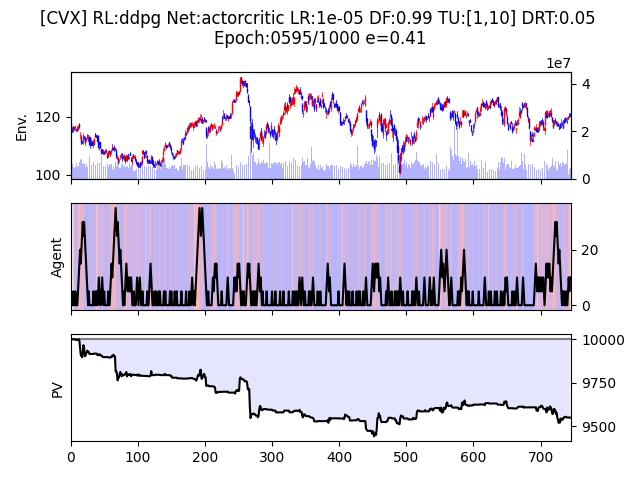 [CVX] RL:ddpg Net:actorcritic LR:1e-05 DF:0.99 TU:[1,10] DRT:0.05
Epoch:0595/1000 e=0.41
1e7
Env.
120
100
4
2
0
Agent
20
0
PV
10000
9750
9500
0 100 200 300 400 500 600 700